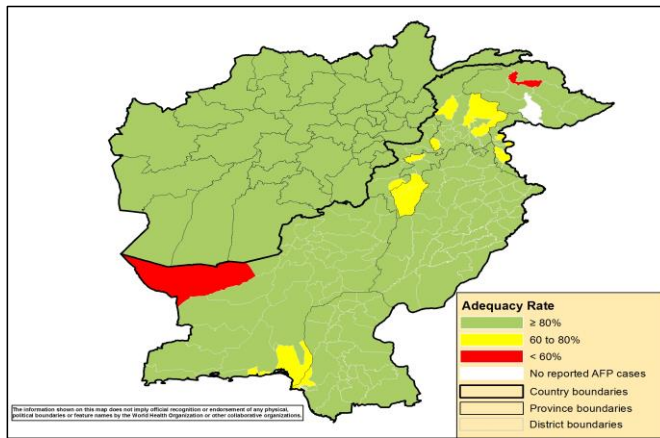 Adequacy Rate
≥ 80%
60 to 80%
< 60%
No reported AFP cases
Country boundaries
Province boundaries
District boundaries
The information shown on this map does not imply official recognition or endorsement of any physical,
political boundaries or feature names by the World Health Organization or other collaborative organizations.